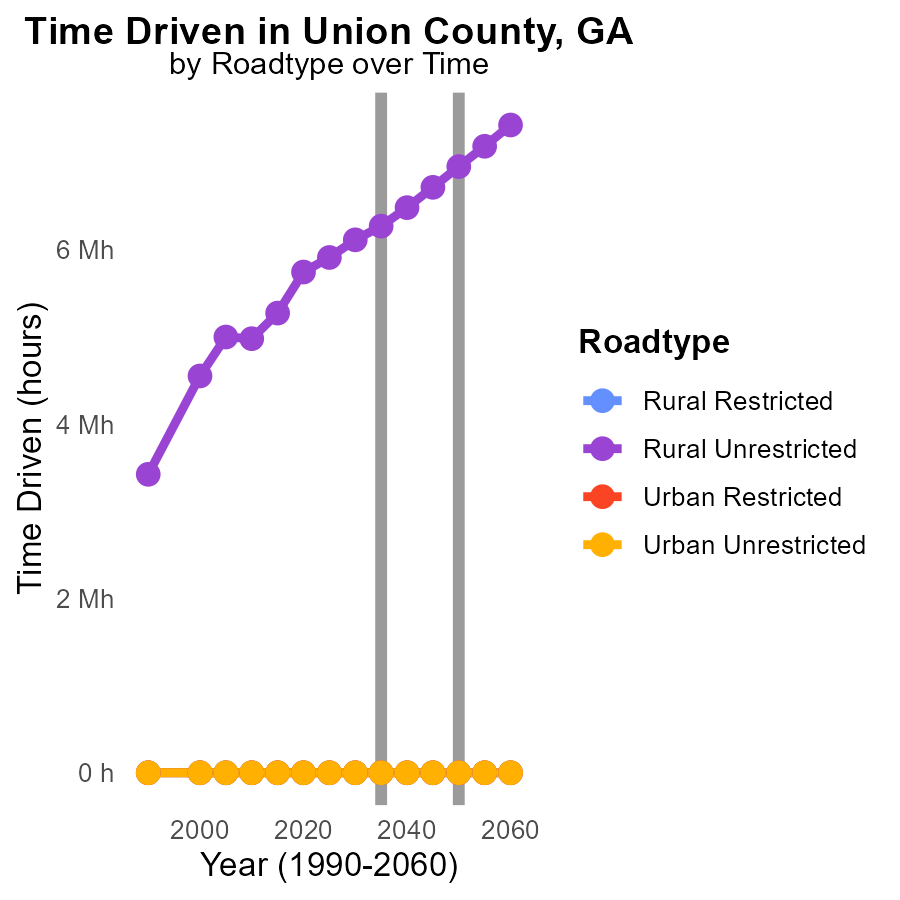 Time Driven in Union County, GA
by Roadtype over Time
Time Driven (hours)
6 Mh
4 Mh
2 Mh
0 h
2000
2020
2040
2060
Year (1990-2060)
Roadtype
Rural Restricted
Rural Unrestricted
Urban Restricted
Urban Unrestricted